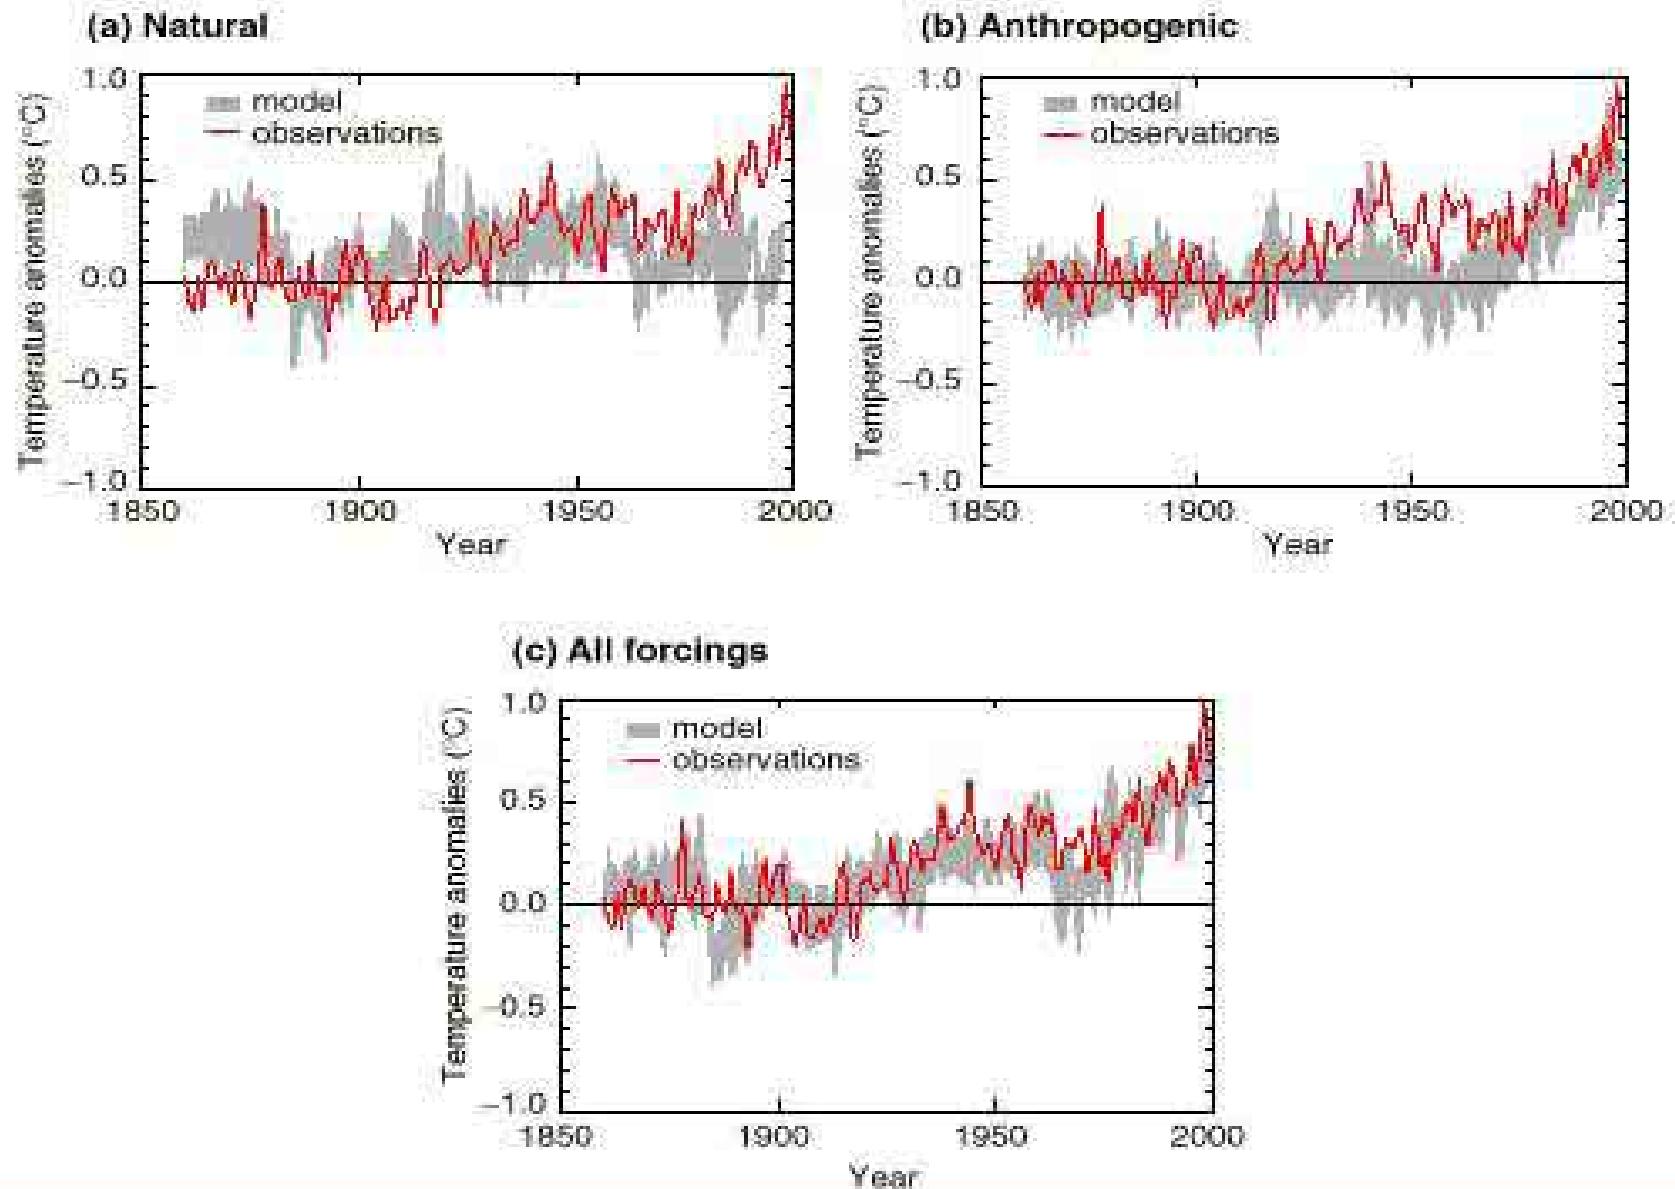 (a) Natural
1.0
0.5
0.0
−0.5
−1.0
Temperature anomalies (°C)
model
observations
1850 1900 1950 2000
Year
(b) Anthropogenic
1.0
0.5
0.0
−0.5
−1.0
Temperature anomalies (°C)
model
observations
1850 1900 1950 2000
Year
(c) All forcings
1.0
0.5
0.0
−0.5
−1.0
Temperature anomalies (°C)
model
observations
1850 1900 1950 2000
Year